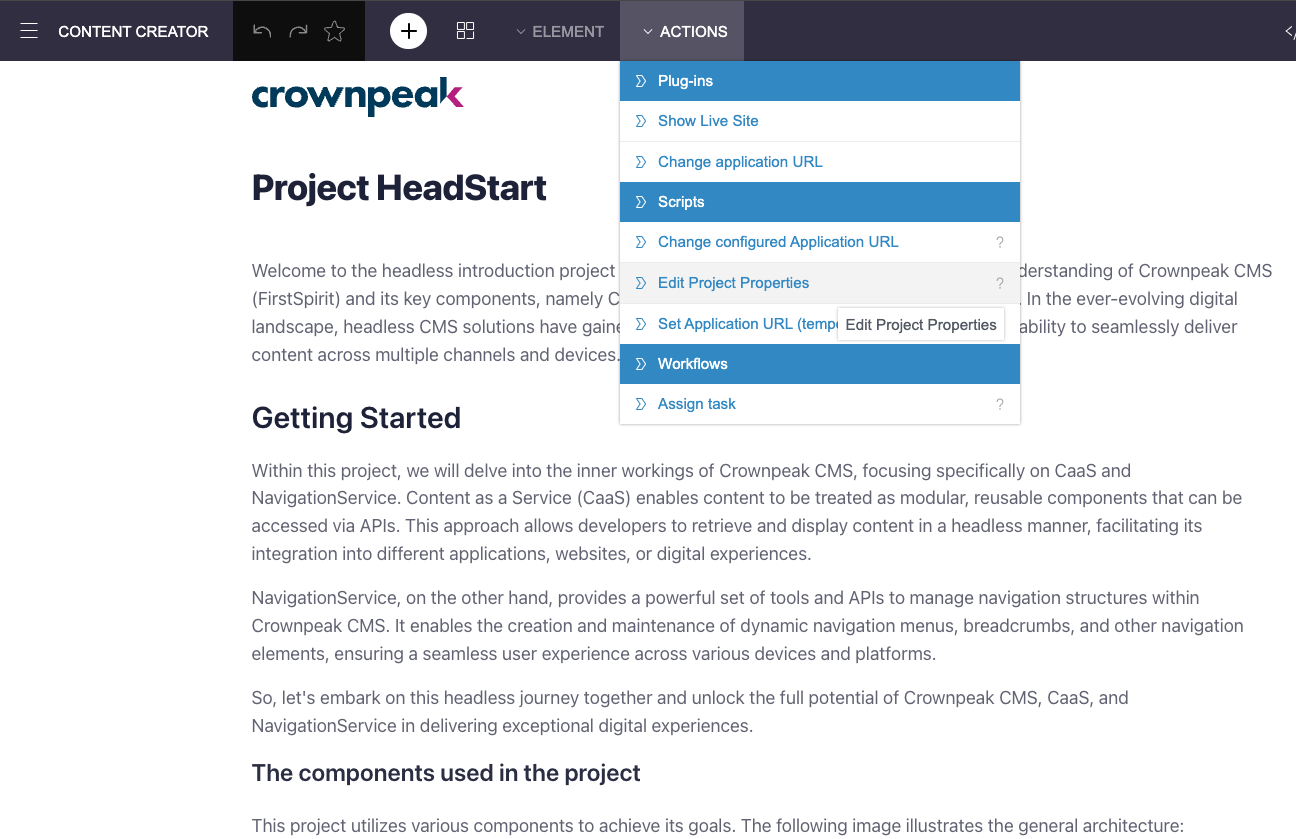 CONTENT CREATOR
ELEMENT
ACTIONS
crownpeak
Plug-ins
Show Live Site
Change application URL
Scripts
Change configured Application URL ?
Edit Project Properties ?
Set Application URL (temp
Edit Project Properties
Workflows
Assign task ?
Project HeadStart
Welcome to the headless introduction project derstanding of Crownpeak CMS
(FirstSpirit) and its key components, namely C . In the ever-evolving digital
landscape, headless CMS solutions have gaine ability to seamlessly deliver
content across multiple channels and devices.
Getting Started
Within this project, we will delve into the inner workings of Crownpeak CMS, focusing specifically on CaaS and
NavigationService. Content as a Service (CaaS) enables content to be treated as modular, reusable components that can be
accessed via APIs. This approach allows developers to retrieve and display content in a headless manner, facilitating its
integration into different applications, websites, or digital experiences.
NavigationService, on the other hand, provides a powerful set of tools and APIs to manage navigation structures within
Crownpeak CMS. It enables the creation and maintenance of dynamic navigation menus, breadcrumbs, and other navigation
elements, ensuring a seamless user experience across various devices and platforms.
So, let's embark on this headless journey together and unlock the full potential of Crownpeak CMS, CaaS, and
NavigationService in delivering exceptional digital experiences.
The components used in the project
This project utilizes various components to achieve its goals. The following image illustrates the general architecture: